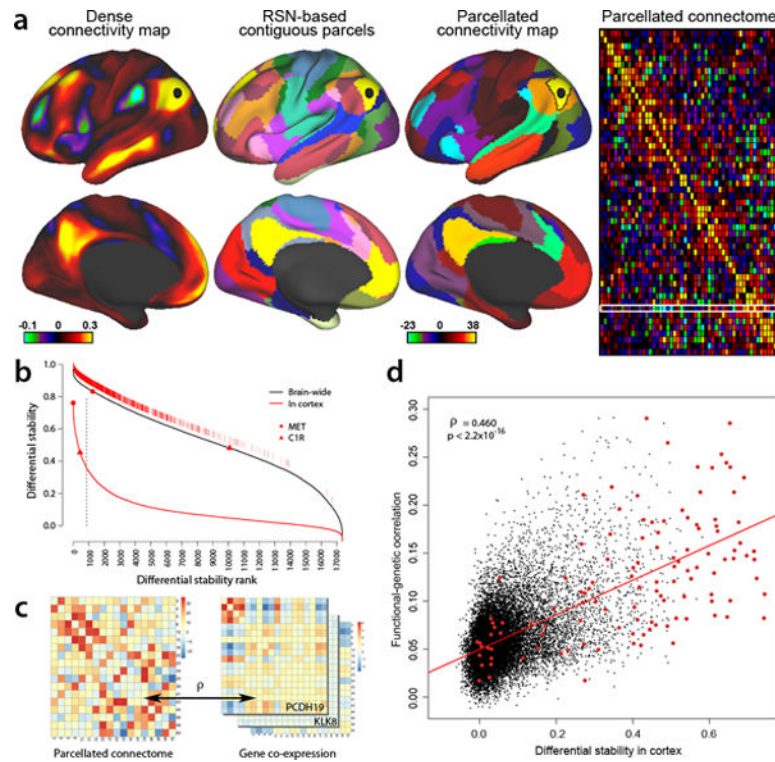 a
Dense
connectivity map
RSN-based
contiguous parcels
Parcellated
connectivity map
Parcellated connectome
-0.1 0 0.3
-23 0 38
b
Differential stability
1.0
0.8
0.6
0.4
0.2
0.0
Brain-wide
In cortex
MET
C1R
0 1000 2000 3000 4000 5000 6000 7000 8000 9000 10000 11000 12000 13000 14000 15000 16000 17000
Differential stability rank
c
ρ
PCDH19
KLK8
Parcellated connectome
Gene co-expression
d
ρ = 0.460
p < 2.2x10-16
Functional-genetic correlation
0.30
0.25
0.20
0.15
0.10
0.05
0.00
0.0 0.2 0.4 0.6
Differential stability in cortex